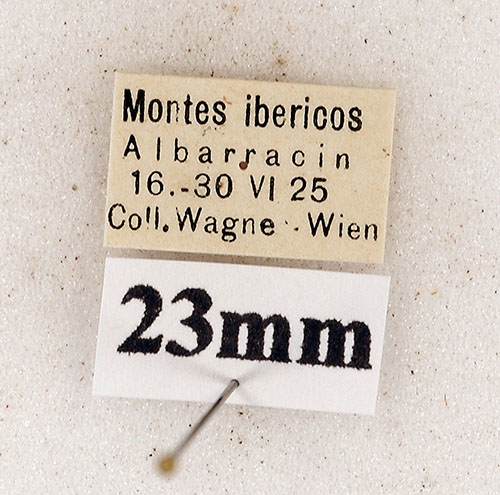 Montes ibericos
Albarracin
16.-30 VI 25
Coll. Wagne . Wien
23mm